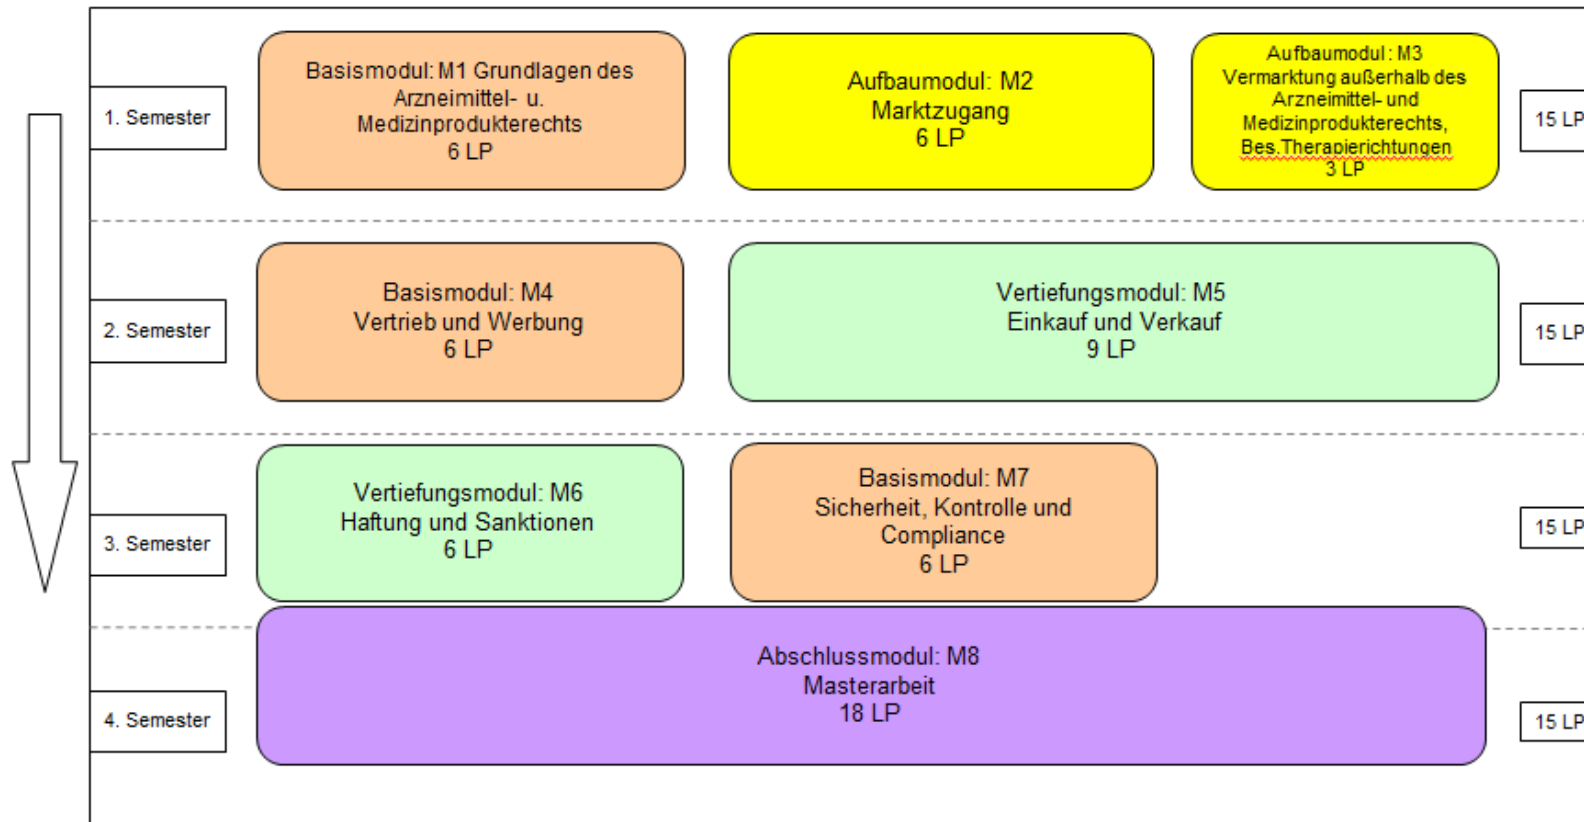 1. Semester
Basismodul: M1 Grundlagen des
Arzneimittel- u.
Medizinprodukterechts
6 LP
Aufbaumodul: M2
Marktzugang
6 LP
Aufbaumodul: M3
Vermarktung außerhalb des
Arzneimittel- und
Medizinprodukterechts,
Bes.Therapierichtungen
3 LP
15 LP
2. Semester
Basismodul: M4
Vertrieb und Werbung
6 LP
Vertiefungsmodul: M5
Einkauf und Verkauf
9 LP
15 LP
3. Semester
Vertiefungsmodul: M6
Haftung und Sanktionen
6 LP
Basismodul: M7
Sicherheit, Kontrolle und
Compliance
6 LP
15 LP
4. Semester
Abschlussmodul: M8
Masterarbeit
18 LP
15 LP